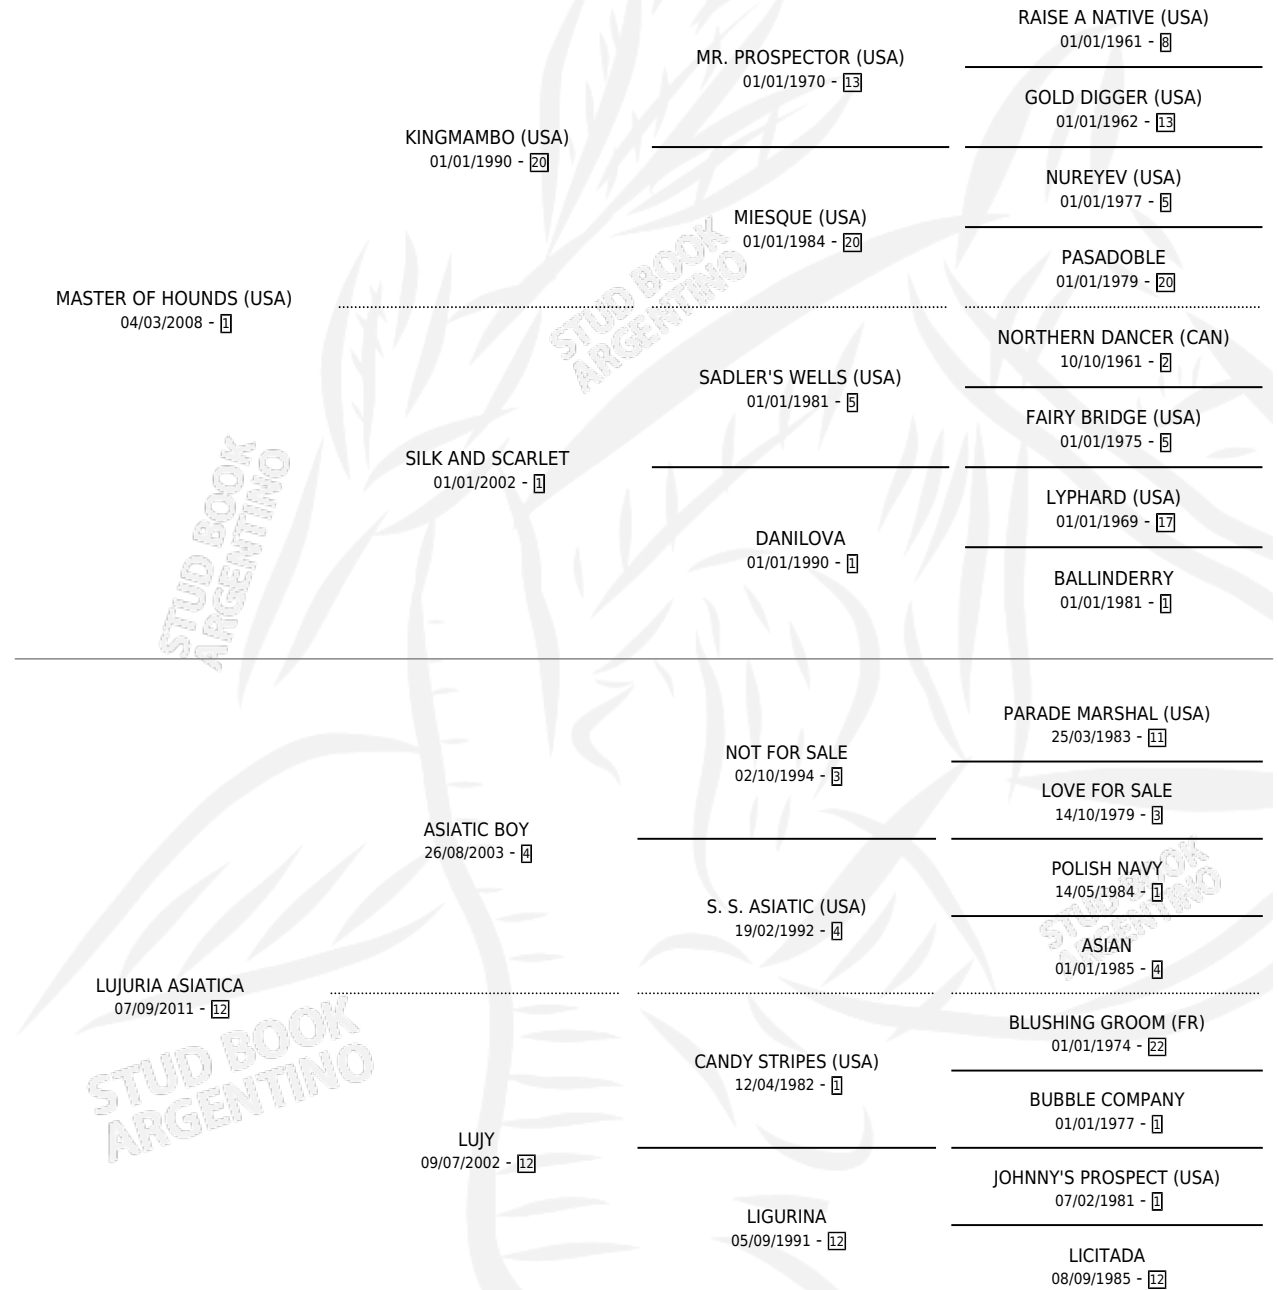 RAISE A NATIVE (USA)
01/01/1961 - 8
MR. PROSPECTOR (USA)
01/01/1970 - 13
GOLD DIGGER (USA)
01/01/1962 - 13
KINGMAMBO (USA)
01/01/1990 - 20
NUREYEV (USA)
01/01/1977 - 5
MIESQUE (USA)
01/01/1984 - 20
PASADOBLE
01/01/1979 - 20
MASTER OF HOUNDS (USA)
04/03/2008 - 1
NORTHERN DANCER (CAN)
10/10/1961 - 2
SADLER'S WELLS (USA)
01/01/1981 - 5
FAIRY BRIDGE (USA)
01/01/1975 - 5
SILK AND SCARLET
01/01/2002 - 1
LYPHARD (USA)
01/01/1969 - 17
DANILOVA
01/01/1990 - 1
BALLINDERRY
01/01/1981 - 1
PARADE MARSHAL (USA)
25/03/1983 - 11
NOT FOR SALE
02/10/1994 - 3
LOVE FOR SALE
14/10/1979 - 3
ASIATIC BOY
26/08/2003 - 4
POLISH NAVY
14/05/1984 - 1
S. S. ASIATIC (USA)
19/02/1992 - 4
ASIAN
01/01/1985 - 4
LUJURIA ASIATICA
07/09/2011 - 12
BLUSHING GROOM (FR)
01/01/1974 - 22
CANDY STRIPES (USA)
12/04/1982 - 1
BUBBLE COMPANY
01/01/1977 - 1
LUJY
09/07/2002 - 12
JOHNNY'S PROSPECT (USA)
07/02/1981 - 1
LIGURINA
05/09/1991 - 12
LICITADA
08/09/1985 - 12
STUD BOOK
ARGENTINO
STUD BOOK
ARGENTINO
STUD BOOK
ARGENTINO
STUD BOOK
ARGENTINO